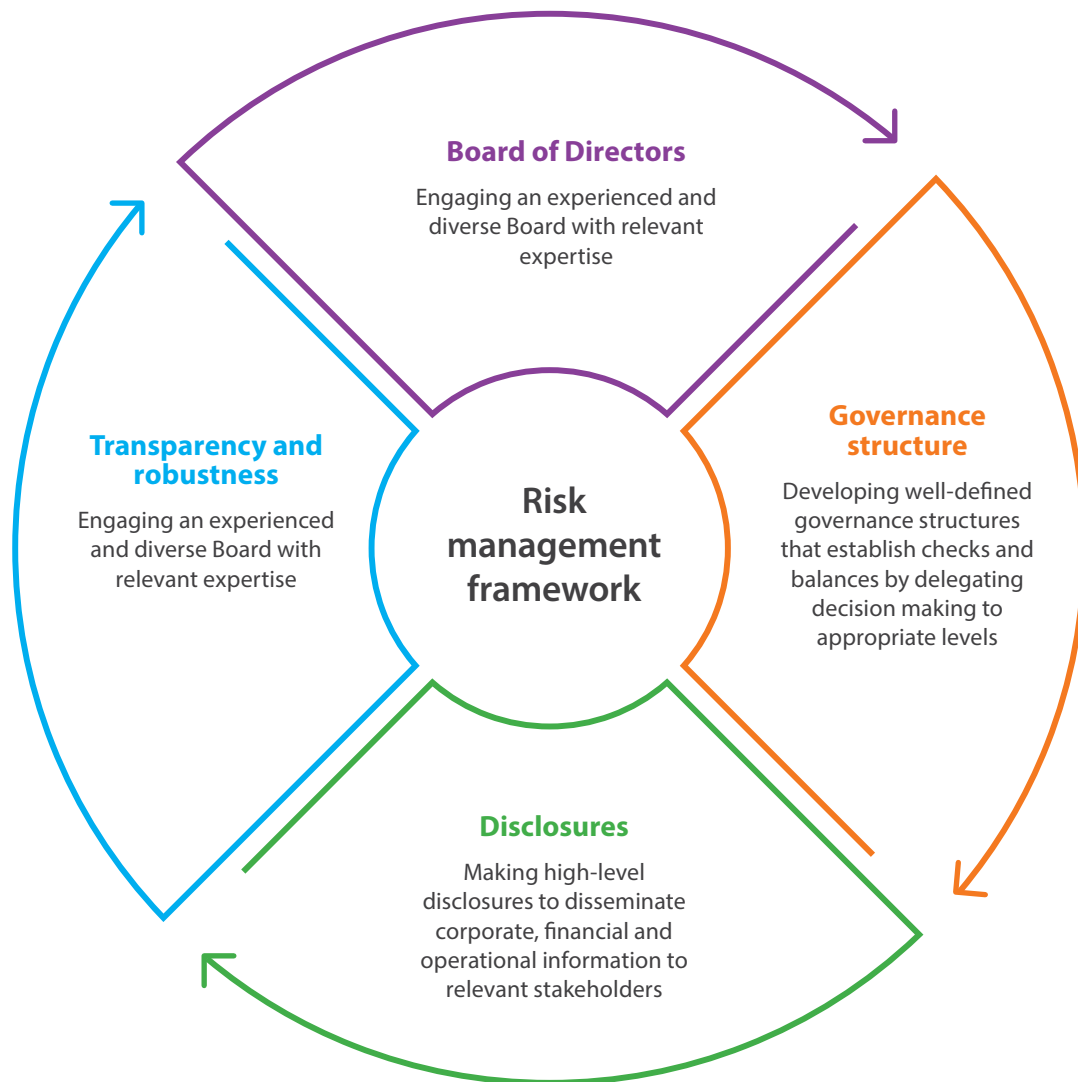 Board of Directors
Engaging an experienced and
diverse Board with relevant
expertise
Governance
structure
Developing well-defined
governance structures
that establish checks and
balances by delegating
decision making to
appropriate levels
Transparency and
robustness
Engaging an experienced
and diverse Board with
relevant expertise
Risk
management
framework
Disclosures
Making high-level
disclosures to disseminate
corporate, financial and
operational information to
relevant stakeholders